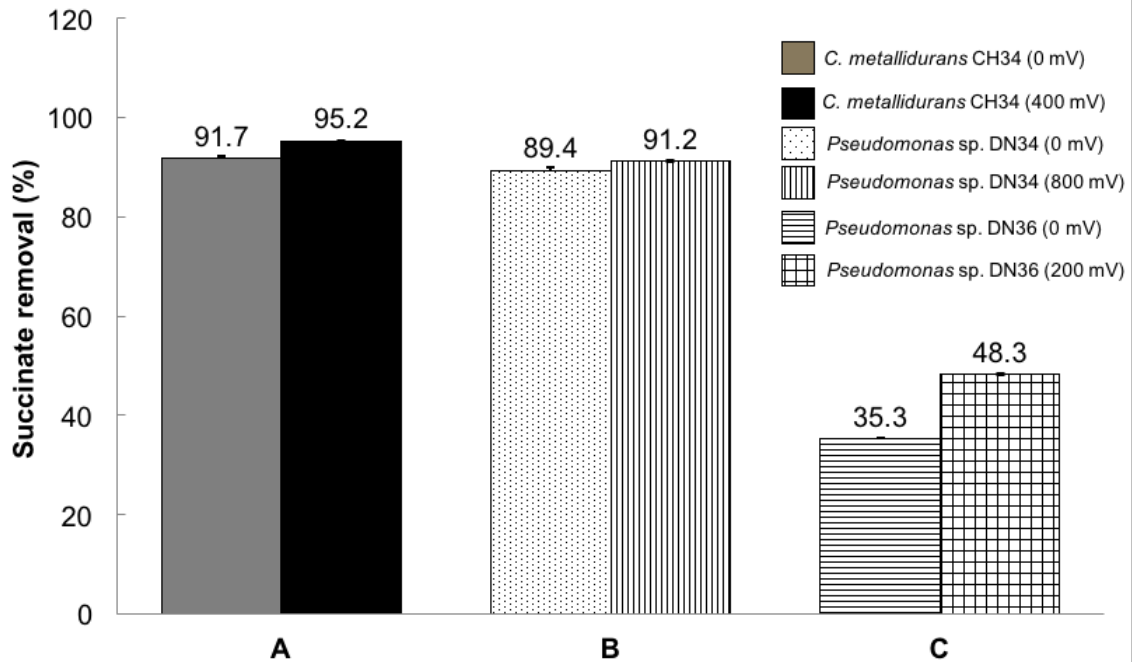 Succinate removal (%)
120
100
80
60
40
20
0
91.7
95.2
89.4
91.2
35.3
48.3
A
B
C
C. metallidurans CH34 (0 mV)
C. metallidurans CH34 (400 mV)
Pseudomonas sp. DN34 (0 mV)
Pseudomonas sp. DN34 (800 mV)
Pseudomonas sp. DN36 (0 mV)
Pseudomonas sp. DN36 (200 mV)